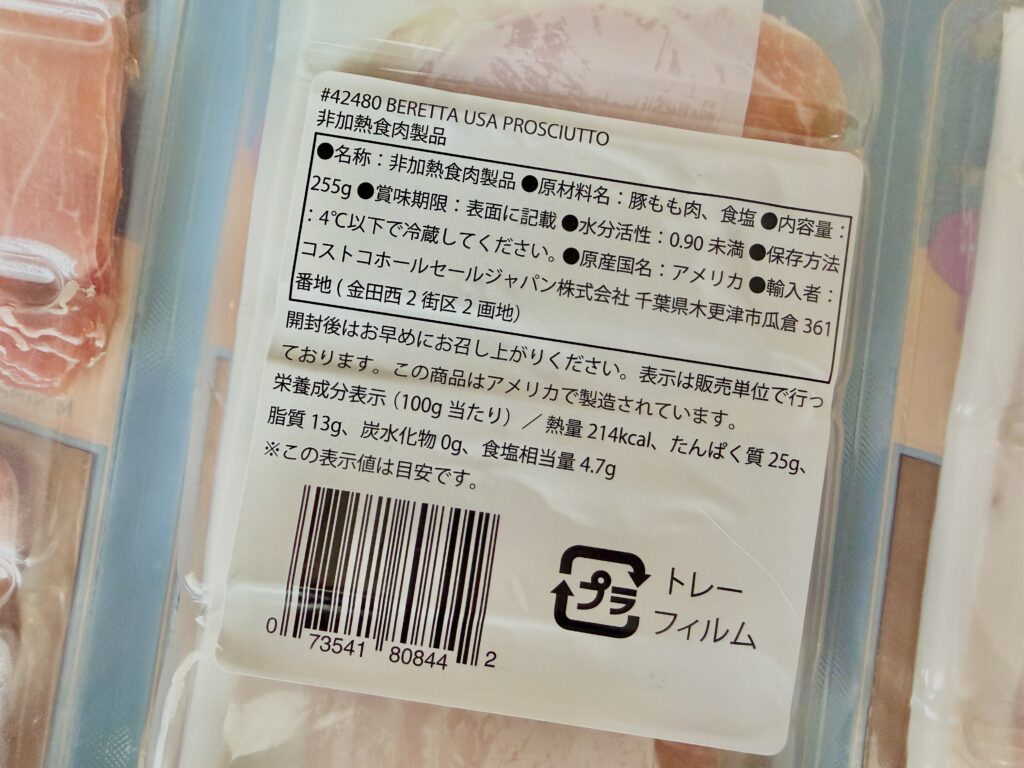 #42480 BERETTA USA PROSCIUTTO
非加熱食肉製品
●名称：非加熱食肉製品 ●原材料名：豚もも肉、食塩 ●内容量：
255g ●賞味期限：表面に記載 ●水分活性：0.90 未満 ●保存方法
：4℃以下で冷蔵してください。●原産国名：アメリカ ●輸入者：
コストコホールセールジャパン株式会社 千葉県木更津市瓜倉 361
番地 ( 金田西 2 街区 2 画地）
開封後はお早めにお召し上がりください。表示は販売単位で行っ
ております。この商品はアメリカで製造されています。
栄養成分表示（100g 当たり）／ 熱量 214kcal、たんぱく質 25g、
脂質 13g、炭水化物 0g、食塩相当量 4.7g
※この表示値は目安です。
0 73541 80844 2
プラ
トレー
フィルム